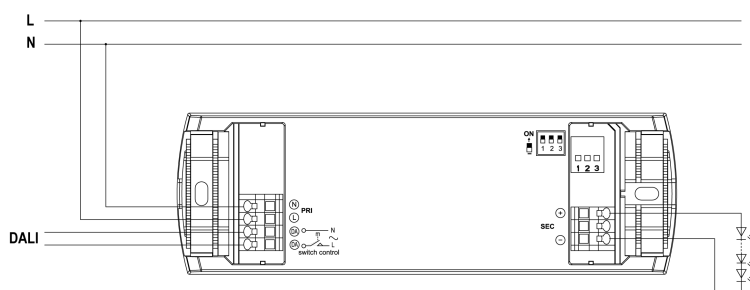 L
N
ON
1 2 3
1 2 3
N
PRI
L
DA
N
SEC
+
DALI
DA
L
−
switch control